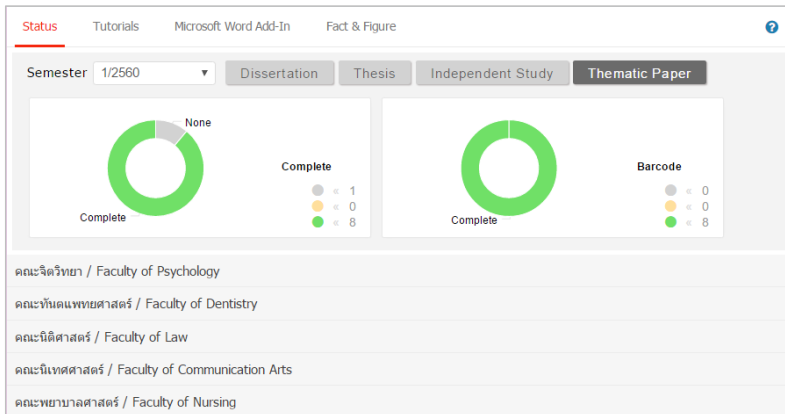 Status Tutorials Microsoft Word Add-In Fact & Figure ?
Semester 1/2560 ▼ Dissertation Thesis Independent Study Thematic Paper
None
Complete
Complete
« 1
« 0
« 8
Barcode
Complete
« 0
« 0
« 8
คณะจิตวิทยา / Faculty of Psychology
คณะทันตแพทยศาสตร์ / Faculty of Dentistry
คณะนิติศาสตร์ / Faculty of Law
คณะนิเทศศาสตร์ / Faculty of Communication Arts
คณะพยาบาลศาสตร์ / Faculty of Nursing